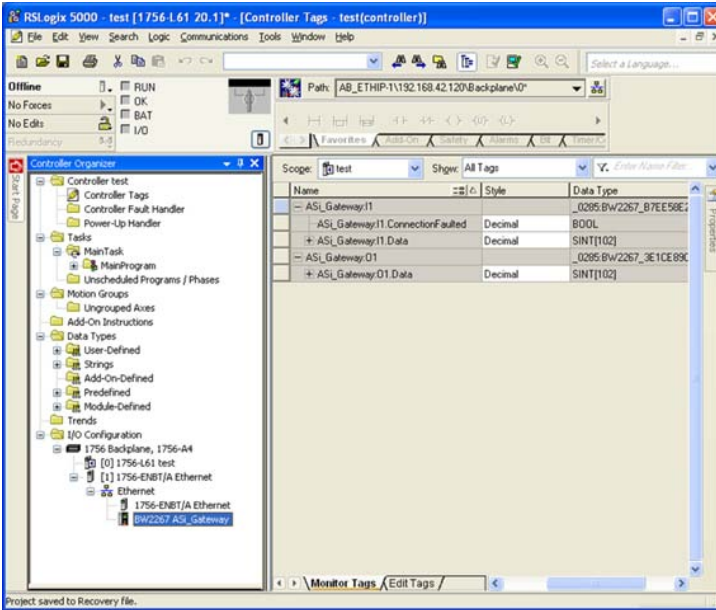 RSLogix 5000 - test [1756-L61 20.1]* - [Controller Tags - test(controller)]
File Edit View Search Logic Communications Tools Window Help
Select a Language...
Offline
RUN
No Forces
OK
No Edits
BAT
Redundancy
I/O
Path: AB_ETHIP-1\192.168.42.120\Backplane\0*
Favorites Add-On Safety Alarms Bit
Start Page
Controller Organizer
Controller test
Controller Tags
Controller Fault Handler
Power-Up Handler
Tasks
MainTask
MainProgram
Unscheduled Programs / Phases
Motion Groups
Ungrouped Axes
Add-On Instructions
Data Types
User-Defined
Strings
Add-On-Defined
Predefined
Module-Defined
Trends
I/O Configuration
1756 Backplane, 1756-A4
[0] 1756-L61 test
[1] 1756-ENBT/A Ethernet
Ethernet
1756-ENBT/A Ethernet
BW2267 ASi_Gateway
Scope: test Show: All Tags Enter Name Filter...
Name Style Data Type
ASi_Gateway:I1 _0285:BW2267_B7EE58E2
ASi_Gateway:I1.ConnectionFaulted Decimal BOOL
ASi_Gateway:I1.Data Decimal SINT[102]
ASi_Gateway:O1 _0285:BW2267_3E1CE89C
ASi_Gateway:O1.Data Decimal SINT[102]
Properties
Monitor Tags Edit Tags
Project saved to Recovery file.